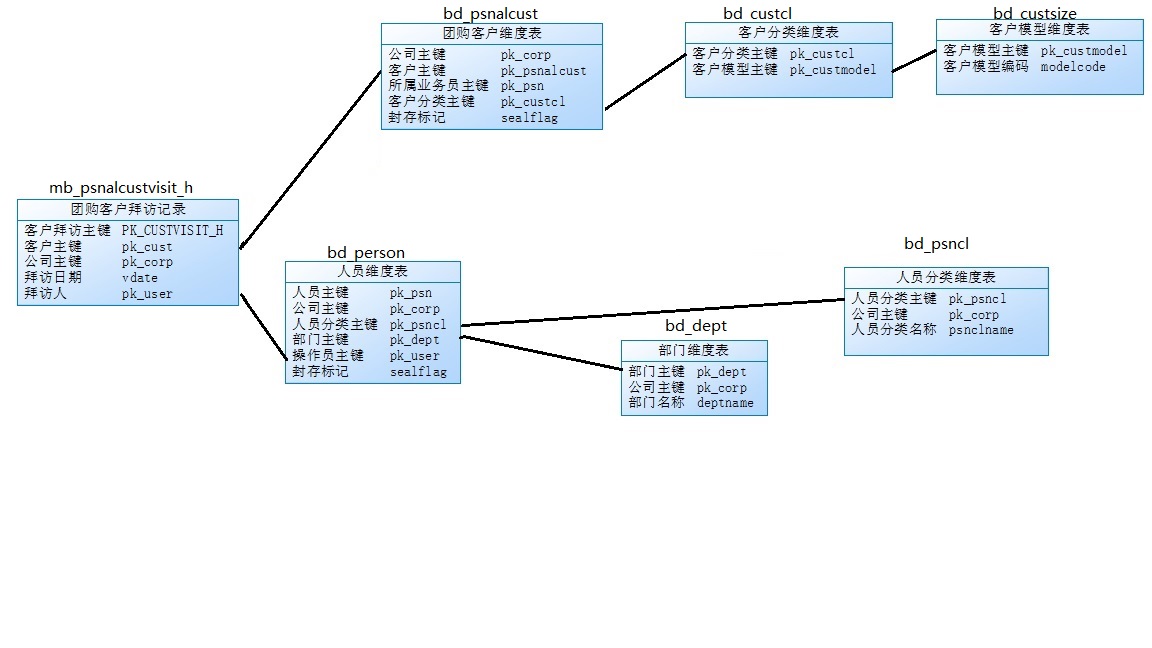 bd_psnalcust
团购客户维度表
公司主键 pk_corp
客户主键 pk_psnalcust
所属业务员主键 pk_psn
客户分类主键 pk_custcl
封存标记 sealflag
bd_custcl
客户分类维度表
客户分类主键 pk_custcl
客户模型主键 pk_custmodel
bd_custsize
客户模型维度表
客户模型主键 pk_custmodel
客户模型编码 modelcode
mb_psnalcustvisit_h
团购客户拜访记录
客户拜访主键 PK_CUSTVISIT_H
客户主键 pk_cust
公司主键 pk_corp
拜访日期 vdate
拜访人 pk_user
bd_person
人员维度表
人员主键 pk_psn
公司主键 pk_corp
人员分类主键 pk_psncl
部门主键 pk_dept
操作员主键 pk_user
封存标记 sealflag
bd_dept
部门维度表
部门主键 pk_dept
公司主键 pk_corp
部门名称 deptname
bd_psncl
人员分类维度表
人员分类主键 pk_psncl
公司主键 pk_corp
人员分类名称 psnclname